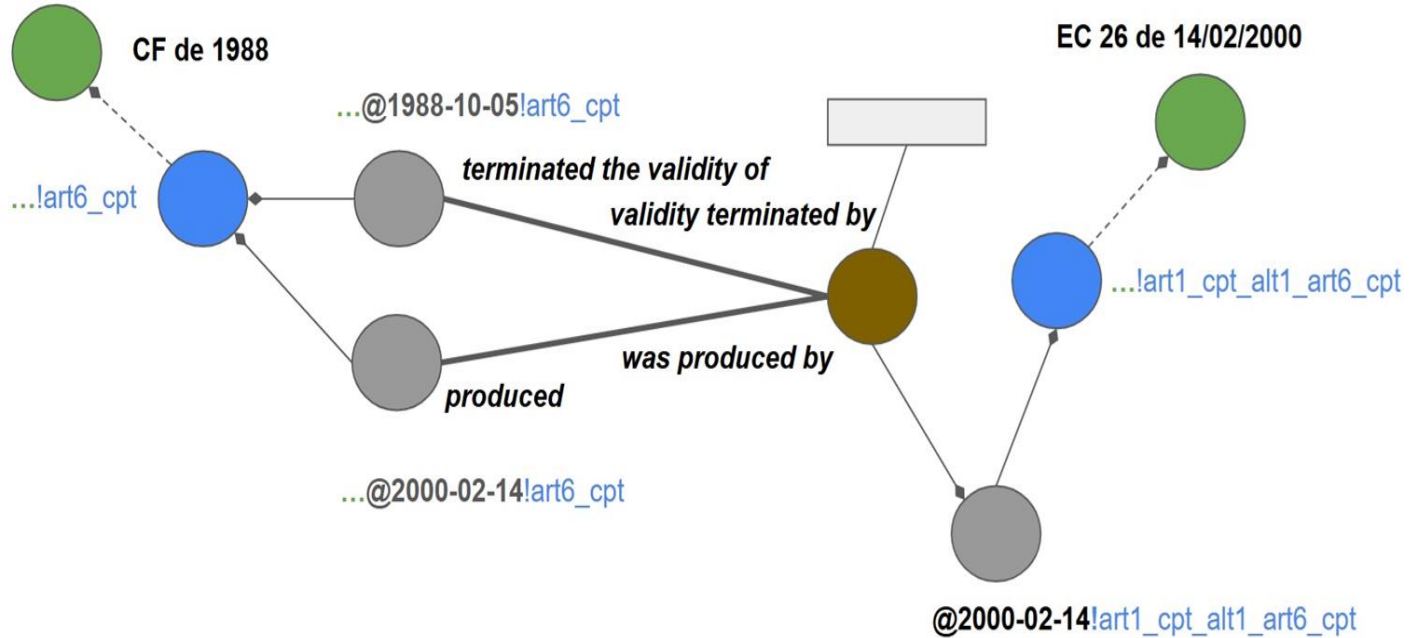 CF de 1988
EC 26 de 14/02/2000
...@1988-10-05!art6_cpt
terminated the validity of
...!art6_cpt
validity terminated by
...!art1_cpt_alt1_art6_cpt
was produced by
produced
...@2000-02-14!art6_cpt
@2000-02-14!art1_cpt_alt1_art6_cpt